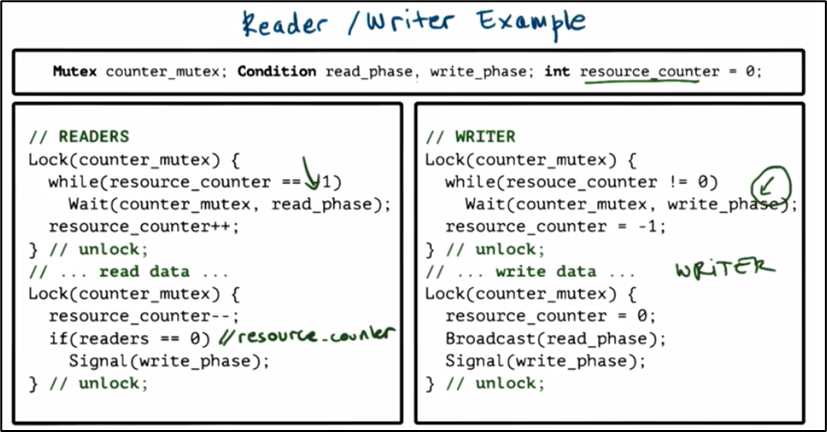 Reader / Writer Example
Mutex counter_mutex; Condition read_phase, write_phase; int resource_counter = 0;
// READERS
Lock(counter_mutex) {
while(resource_counter == 1)
Wait(counter_mutex, read_phase);
resource_counter++;
} // unlock;
// ... read data ...
Lock(counter_mutex) {
resource_counter--;
if(readers == 0) //resource_counter
Signal(write_phase);
} // unlock;
// WRITER
Lock(counter_mutex) {
while(resouce_counter != 0)
Wait(counter_mutex, write_phase);
resource_counter = -1;
} // unlock;
// ... write data ... WRITER
Lock(counter_mutex) {
resource_counter = 0;
Broadcast(read_phase);
Signal(write_phase);
} // unlock;